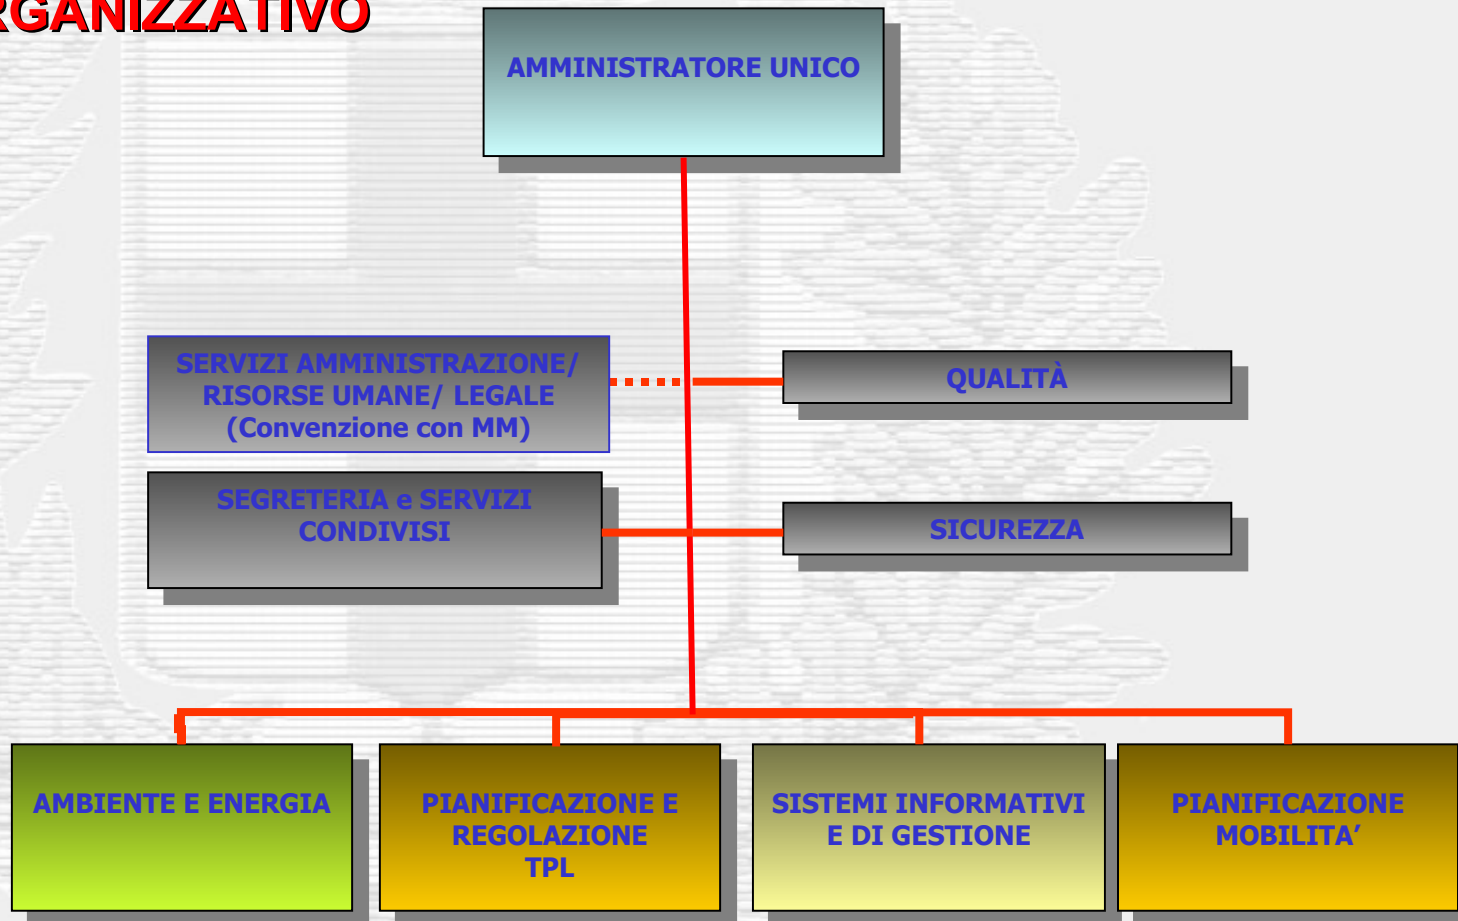 RGANIZZATIVO
AMMINISTRATORE UNICO
SERVIZI AMMINISTRAZIONE/
RISORSE UMANE/ LEGALE
(Convenzione con MM)
QUALITÀ
SEGRETERIA e SERVIZI
CONDIVISI
SICUREZZA
AMBIENTE E ENERGIA
PIANIFICAZIONE E
REGOLAZIONE
TPL
SISTEMI INFORMATIVI
E DI GESTIONE
PIANIFICAZIONE
MOBILITA’